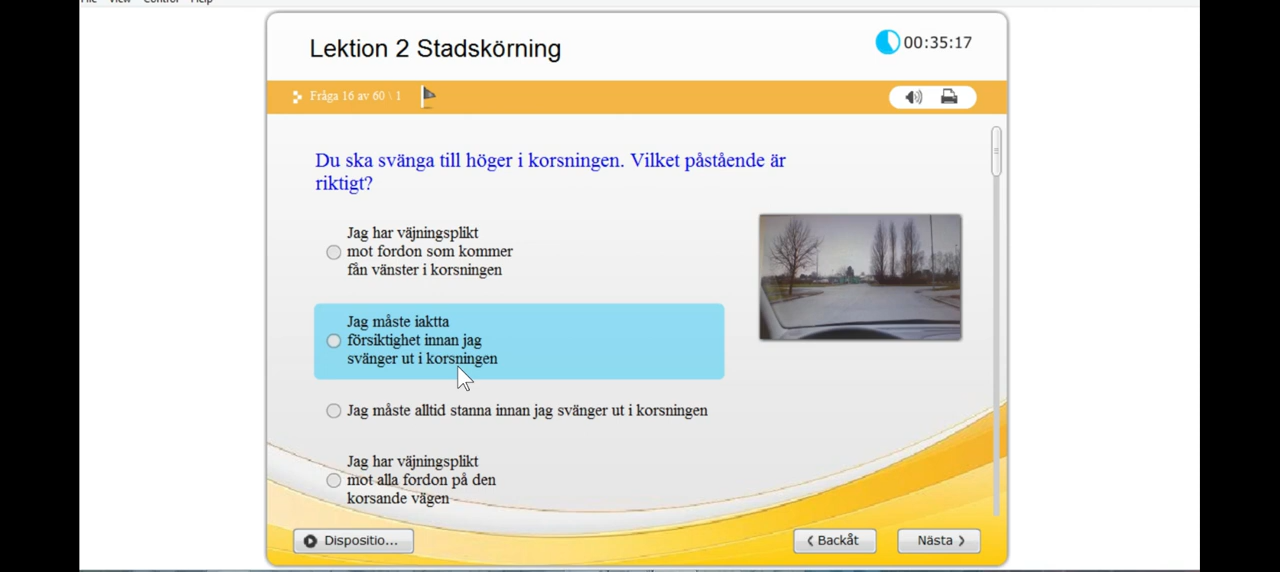 View
Help
Lektion 2 Stadskörning
00:35:17
Fråga 16 av 60 \ 1
Du ska svänga till höger i korsningen. Vilket påstående är
riktigt?
Jag har väjningsplikt
mot fordon som kommer
fån vänster i korsningen
Jag måste iaktta
försiktighet innan jag
svänger ut i korsningen
Jag måste alltid stanna innan jag svänger ut i korsningen
Jag har väjningsplikt
mot alla fordon på den
korsande vägen
Dispositio...
Backåt
Nästa